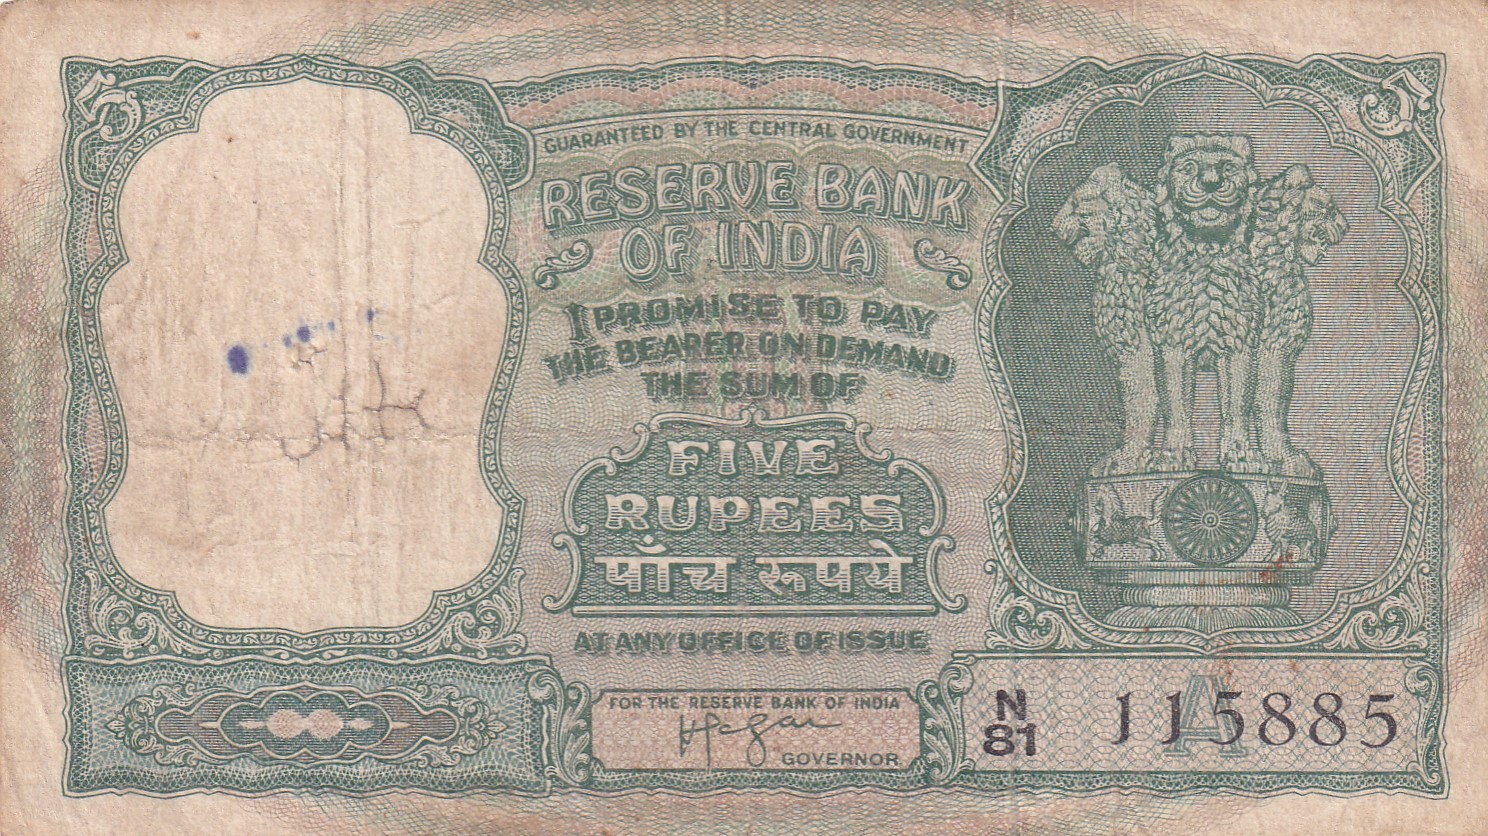 5
5
GUARANTEED BY THE CENTRAL GOVERNMENT
RESERVE BANK
OF INDIA
I PROMISE TO PAY
THE BEARER ON DEMAND
THE SUM OF
FIVE
RUPEES
पाँच रूपये
AT ANY OFFICE OF ISSUE
FOR THE RESERVE BANK OF INDIA
GOVERNOR
N
81
A
115885